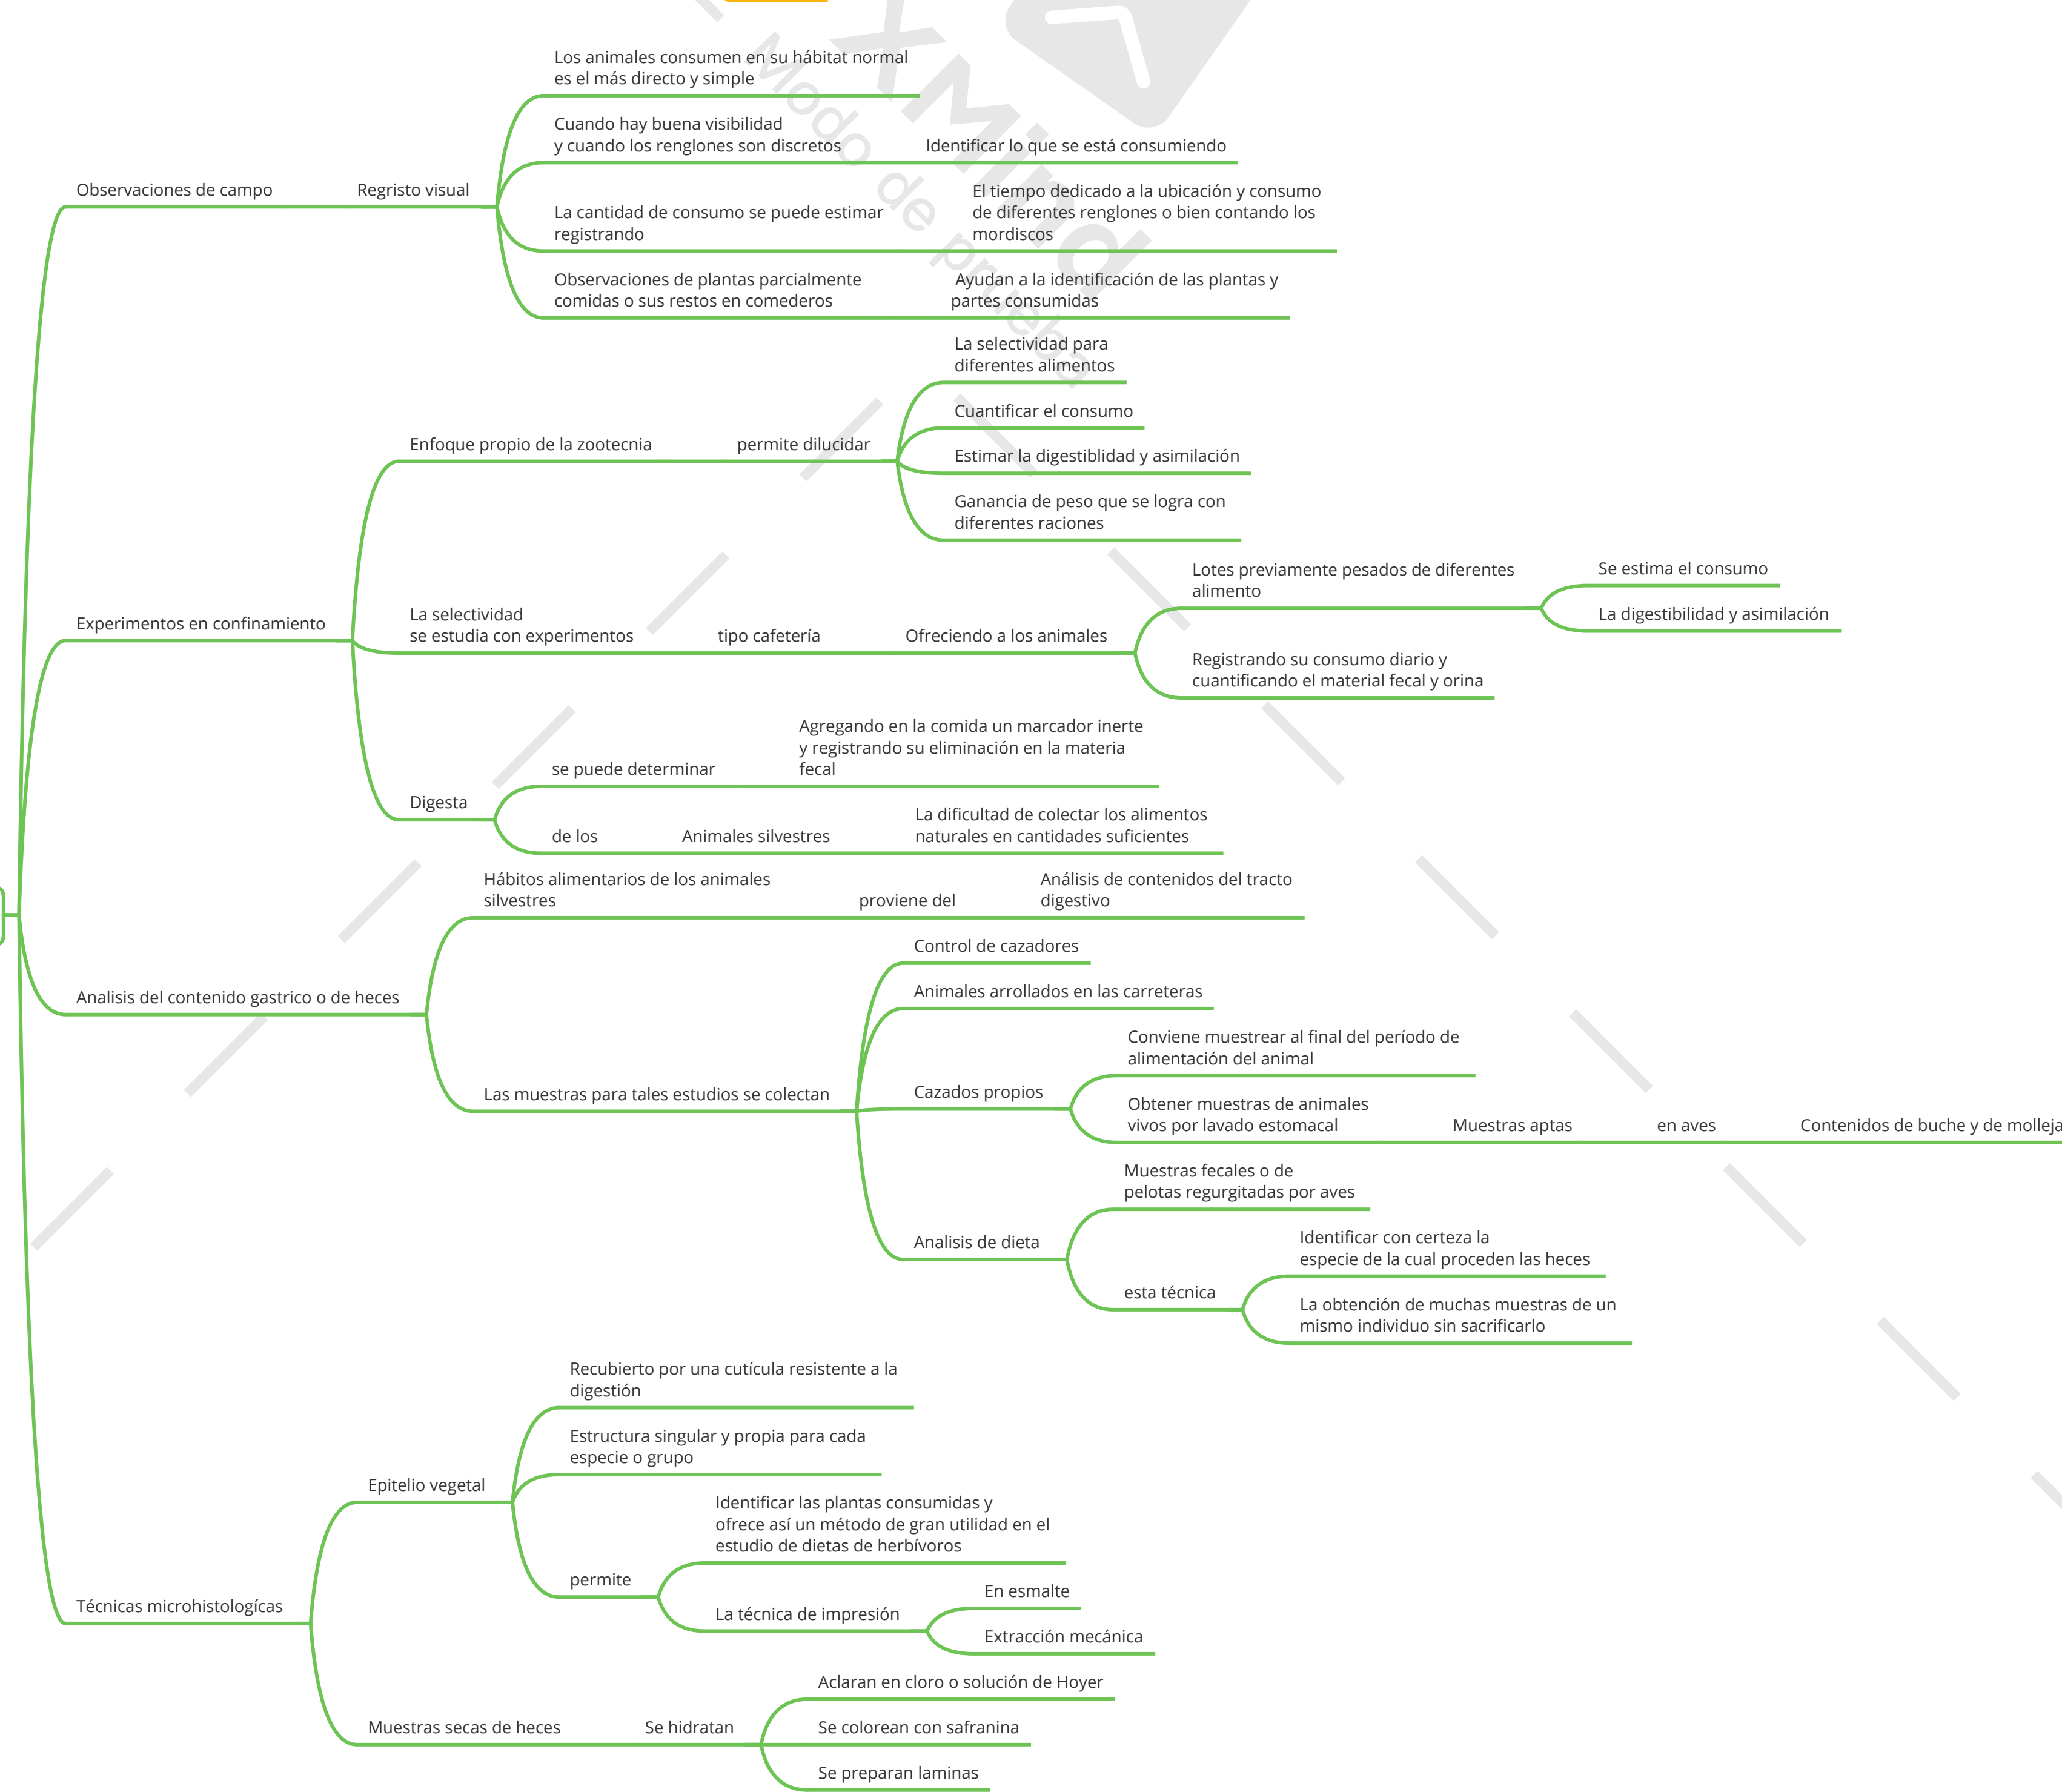 XMind
Modo de prueba
Los animales consumen en su hábitat normal
es el más directo y simple
Cuando hay buena visibilidad
y cuando los renglones son discretos
Identificar lo que se está consumiendo
Observaciones de campo
Regristo visual
La cantidad de consumo se puede estimar
registrando
El tiempo dedicado a la ubicación y consumo
de diferentes renglones o bien contando los
mordiscos
Observaciones de plantas parcialmente
comidas o sus restos en comederos
Ayudan a la identificación de las plantas y
partes consumidas
Experimentos en confinamiento
Enfoque propio de la zootecnia
permite dilucidar
La selectividad para
diferentes alimentos
Cuantificar el consumo
Estimar la digestiblidad y asimilación
Ganancia de peso que se logra con
diferentes raciones
La selectividad
se estudia con experimentos
tipo cafetería
Ofreciendo a los animales
Lotes previamente pesados de diferentes
alimento
Se estima el consumo
La digestibilidad y asimilación
Registrando su consumo diario y
cuantificando el material fecal y orina
Digesta
se puede determinar
Agregando en la comida un marcador inerte
y registrando su eliminación en la materia
fecal
de los
Animales silvestres
La dificultad de colectar los alimentos
naturales en cantidades suficientes
Analisis del contenido gastrico o de heces
Hábitos alimentarios de los animales
silvestres
proviene del
Análisis de contenidos del tracto
digestivo
Las muestras para tales estudios se colectan
Control de cazadores
Animales arrollados en las carreteras
Cazados propios
Conviene muestrear al final del período de
alimentación del animal
Obtener muestras de animales
vivos por lavado estomacal
Muestras aptas
en aves
Contenidos de buche y de molleja
Analisis de dieta
Muestras fecales o de
pelotas regurgitadas por aves
esta técnica
Identificar con certeza la
especie de la cual proceden las heces
La obtención de muchas muestras de un
mismo individuo sin sacrificarlo
Técnicas microhistologícas
Epitelio vegetal
Recubierto por una cutícula resistente a la
digestión
Estructura singular y propia para cada
especie o grupo
permite
Identificar las plantas consumidas y
ofrece así un método de gran utilidad en el
estudio de dietas de herbívoros
La técnica de impresión
En esmalte
Extracción mecánica
Muestras secas de heces
Se hidratan
Aclaran en cloro o solución de Hoyer
Se colorean con safranina
Se preparan laminas